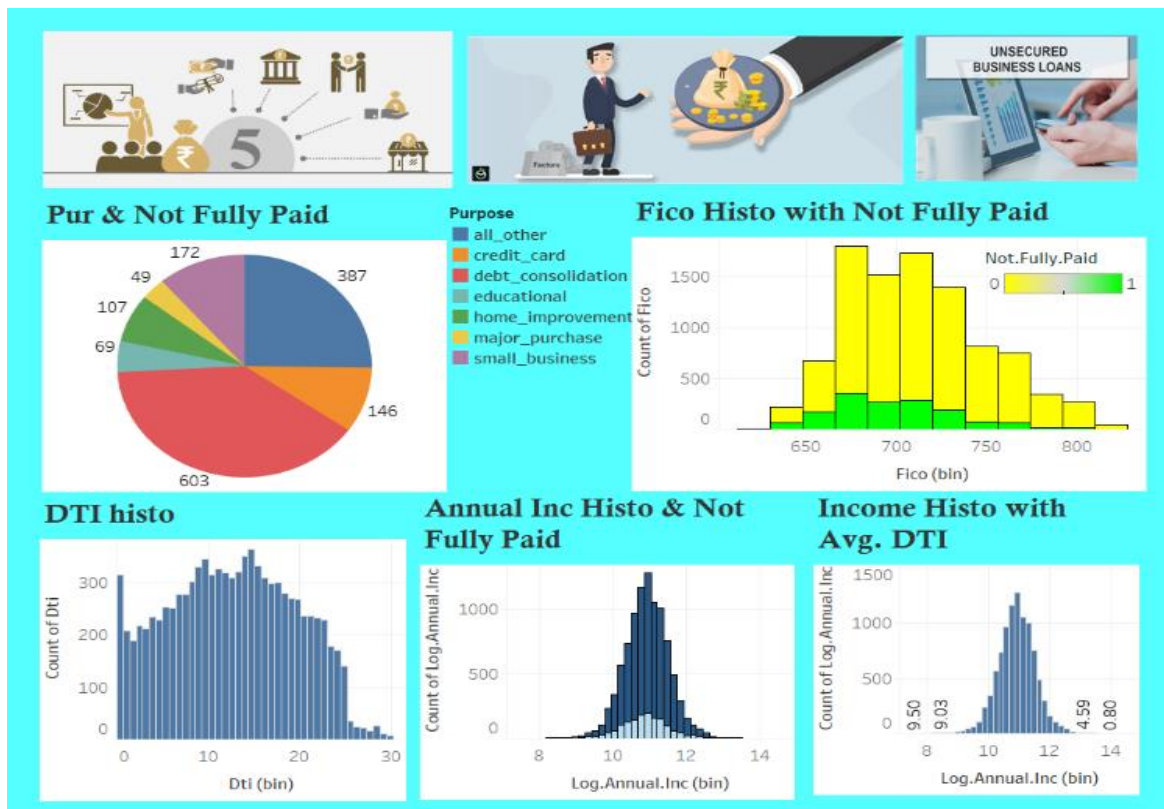 5
₹
Factors
₹
UNSECURED
BUSINESS LOANS
Pur & Not Fully Paid
172
387
49
107
69
146
603
Purpose
all_other
credit_card
debt_consolidation
educational
home_improvement
major_purchase
small_business
Fico Histo with Not Fully Paid
Count of Fico
1500
1000
500
0
Not.Fully.Paid
0 1
650 700 750 800
Fico (bin)
DTI histo
Count of Dti
300
200
100
0
0 10 20 30
Dti (bin)
Annual Inc Histo & Not
Fully Paid
Count of Log.Annual.Inc
1000
500
0
8 10 12 14
Log.Annual.Inc (bin)
Income Histo with
Avg. DTI
Count of Log.Annual.Inc
1500
1000
500
0
9.50
9.03
4.59
0.80
8 10 12 14
Log.Annual.Inc (bin)